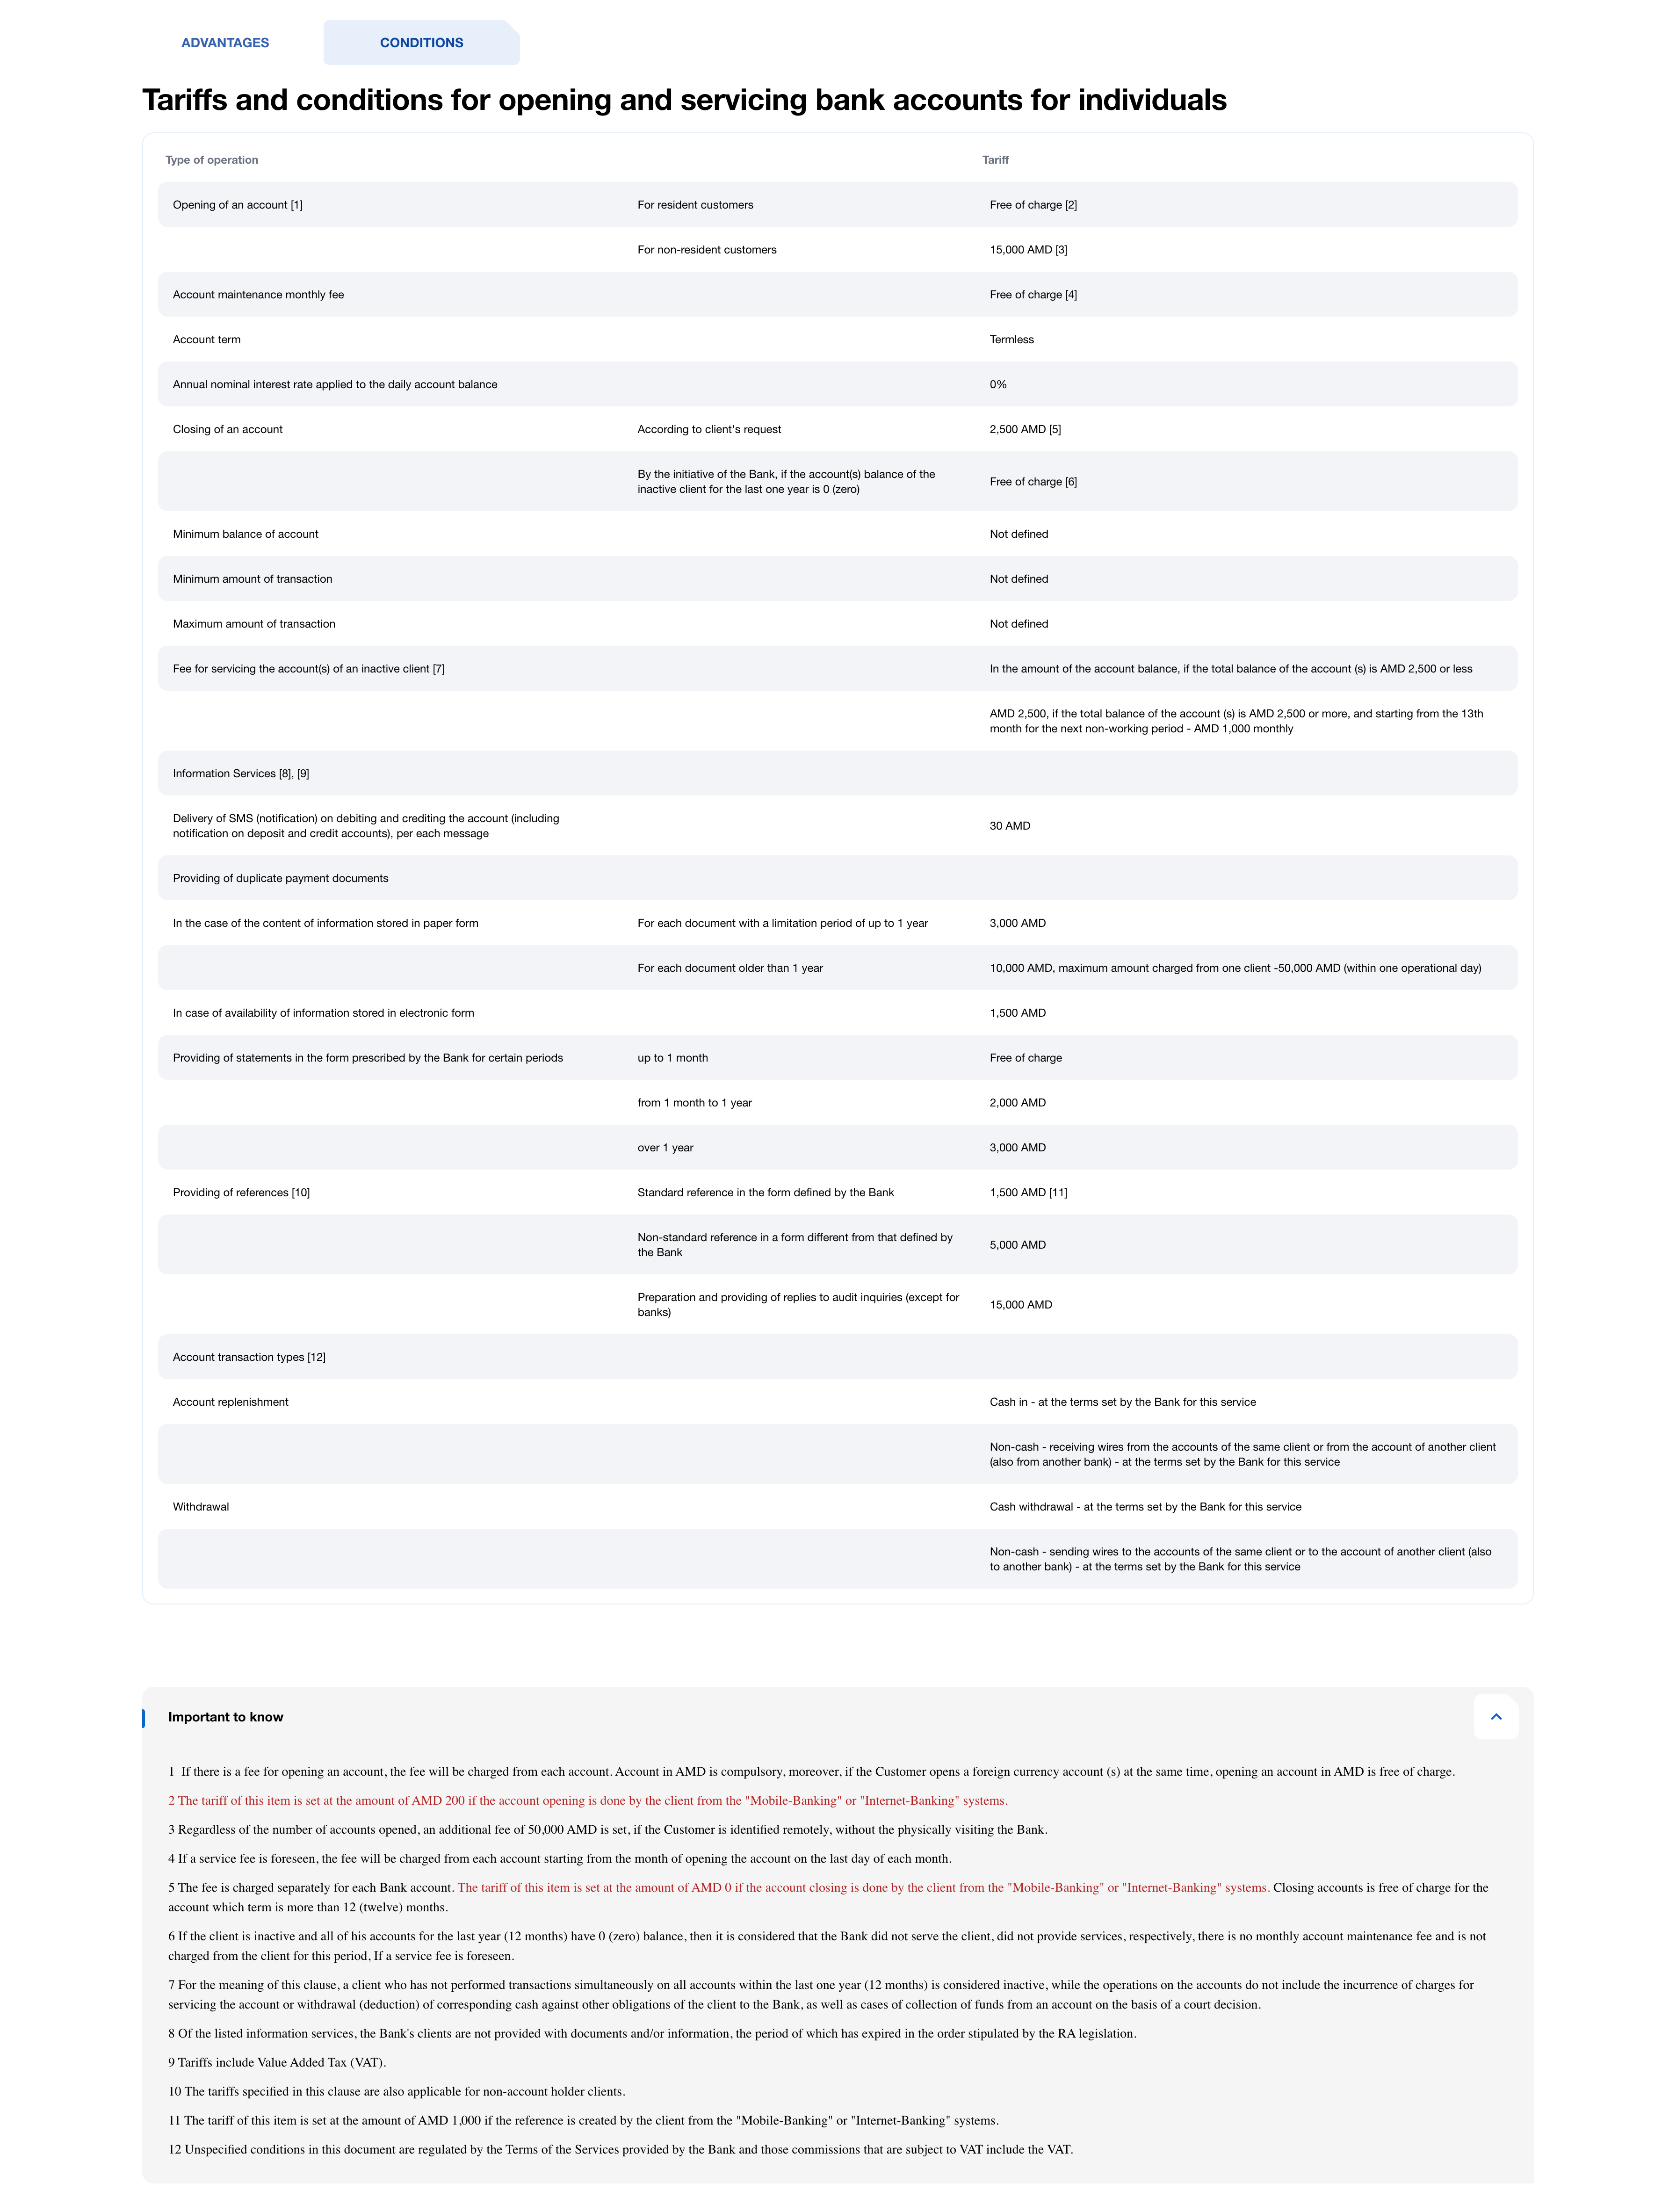 ADVANTAGES
CONDITIONS
Tariffs and conditions for opening and servicing bank accounts for individuals
Type of operation
Tariff
Opening of an account [1]
For resident customers
Free of charge [2]
For non-resident customers
15,000 AMD [3]
Account maintenance monthly fee
Free of charge [4]
Account term
Termless
Annual nominal interest rate applied to the daily account balance
0%
Closing of an account
According to client's request
2,500 AMD [5]
By the initiative of the Bank, if the account(s) balance of the
inactive client for the last one year is 0 (zero)
Free of charge [6]
Minimum balance of account
Not defined
Minimum amount of transaction
Not defined
Maximum amount of transaction
Not defined
Fee for servicing the account(s) of an inactive client [7]
In the amount of the account balance, if the total balance of the account (s) is AMD 2,500 or less
AMD 2,500, if the total balance of the account (s) is AMD 2,500 or more, and starting from the 13th
month for the next non-working period - AMD 1,000 monthly
Information Services [8], [9]
Delivery of SMS (notification) on debiting and crediting the account (including
notification on deposit and credit accounts), per each message
30 AMD
Providing of duplicate payment documents
In the case of the content of information stored in paper form
For each document with a limitation period of up to 1 year
3,000 AMD
For each document older than 1 year
10,000 AMD, maximum amount charged from one client -50,000 AMD (within one operational day)
In case of availability of information stored in electronic form
1,500 AMD
Providing of statements in the form prescribed by the Bank for certain periods
up to 1 month
Free of charge
from 1 month to 1 year
2,000 AMD
over 1 year
3,000 AMD
Providing of references [10]
Standard reference in the form defined by the Bank
1,500 AMD [11]
Non-standard reference in a form different from that defined by
the Bank
5,000 AMD
Preparation and providing of replies to audit inquiries (except for
banks)
15,000 AMD
Account transaction types [12]
Account replenishment
Cash in - at the terms set by the Bank for this service
Non-cash - receiving wires from the accounts of the same client or from the account of another client
(also from another bank) - at the terms set by the Bank for this service
Withdrawal
Cash withdrawal - at the terms set by the Bank for this service
Non-cash - sending wires to the accounts of the same client or to the account of another client (also
to another bank) - at the terms set by the Bank for this service
Important to know
1 If there is a fee for opening an account, the fee will be charged from each account. Account in AMD is compulsory, moreover, if the Customer opens a foreign currency account (s) at the same time, opening an account in AMD is free of charge.
2 The tariff of this item is set at the amount of AMD 200 if the account opening is done by the client from the "Mobile-Banking" or "Internet-Banking" systems.
3 Regardless of the number of accounts opened, an additional fee of 50,000 AMD is set, if the Customer is identified remotely, without the physically visiting the Bank.
4 If a service fee is foreseen, the fee will be charged from each account starting from the month of opening the account on the last day of each month.
5 The fee is charged separately for each Bank account. The tariff of this item is set at the amount of AMD 0 if the account closing is done by the client from the "Mobile-Banking" or "Internet-Banking" systems. Closing accounts is free of charge for the
account which term is more than 12 (twelve) months.
6 If the client is inactive and all of his accounts for the last year (12 months) have 0 (zero) balance, then it is considered that the Bank did not serve the client, did not provide services, respectively, there is no monthly account maintenance fee and is not
charged from the client for this period, If a service fee is foreseen.
7 For the meaning of this clause, a client who has not performed transactions simultaneously on all accounts within the last one year (12 months) is considered inactive, while the operations on the accounts do not include the incurrence of charges for
servicing the account or withdrawal (deduction) of corresponding cash against other obligations of the client to the Bank, as well as cases of collection of funds from an account on the basis of a court decision.
8 Of the listed information services, the Bank's clients are not provided with documents and/or information, the period of which has expired in the order stipulated by the RA legislation.
9 Tariffs include Value Added Tax (VAT).
10 The tariffs specified in this clause are also applicable for non-account holder clients.
11 The tariff of this item is set at the amount of AMD 1,000 if the reference is created by the client from the "Mobile-Banking" or "Internet-Banking" systems.
12 Unspecified conditions in this document are regulated by the Terms of the Services provided by the Bank and those commissions that are subject to VAT include the VAT.